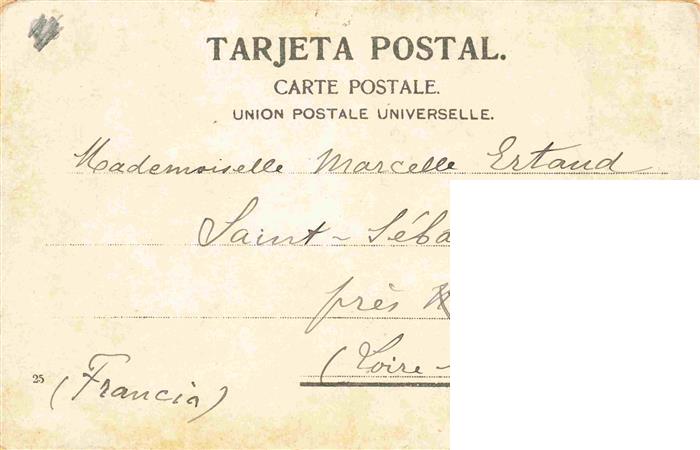 TARJETA POSTAL.
CARTE POSTALE.
UNION POSTALE UNIVERSELLE.
Mademoiselle Marcelle Ertaud
Saint-Séba
près
(Loire-
25
(Francia)